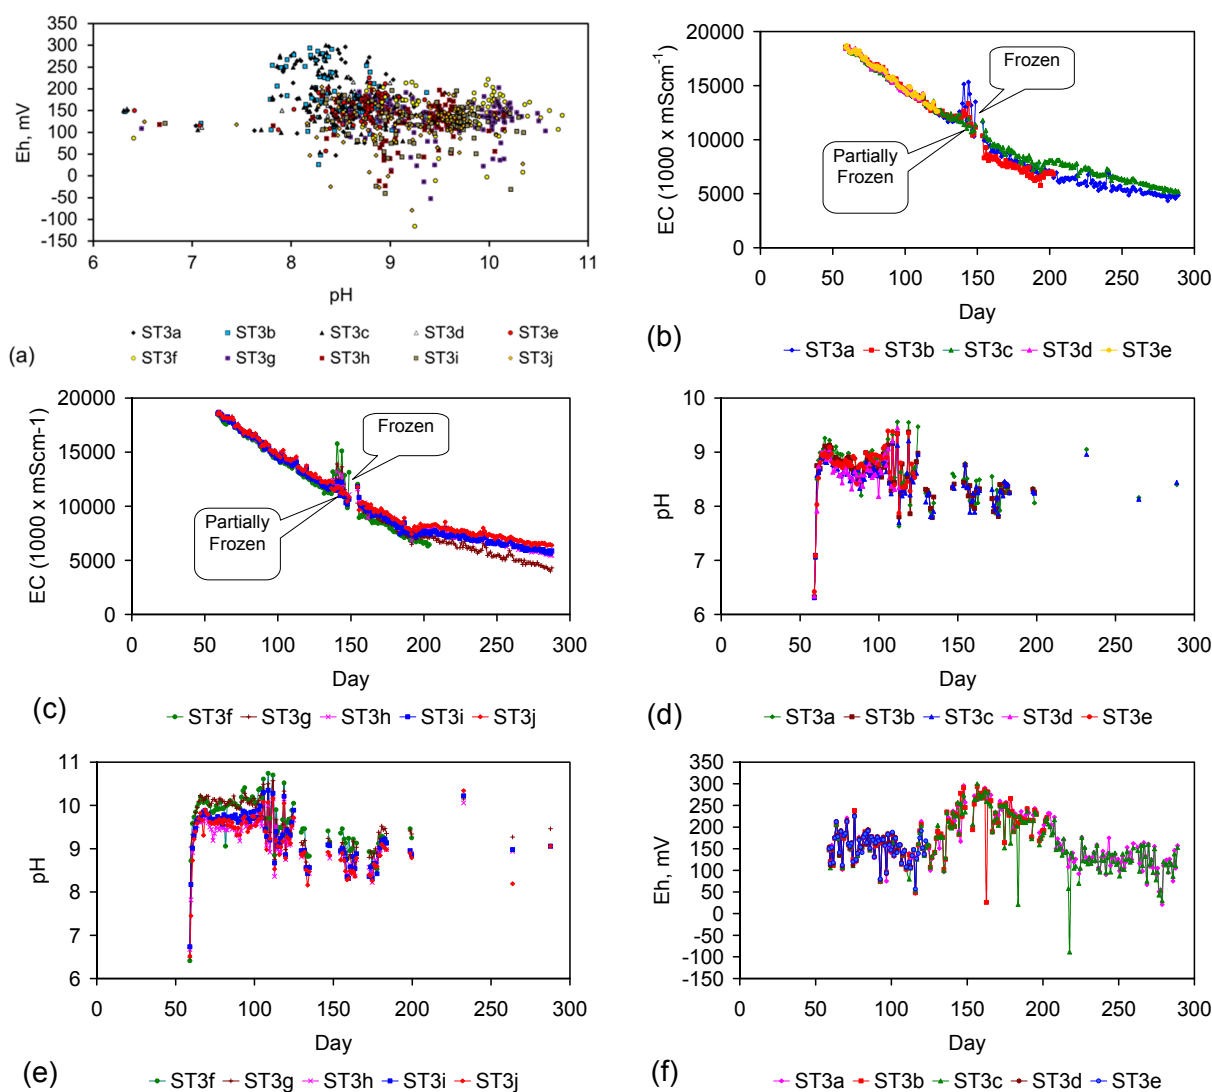 350
300
250
200
150
100
50
0
-50
-100
-150
Eh, mV
6 7 8 9 10 11
pH
ST3a ST3b ST3c ST3d ST3e
ST3f ST3g ST3h ST3i ST3j
(a)
20000
15000
10000
5000
0
EC (1000 x mScm-1)
Frozen
Partially
Frozen
0 50 100 150 200 250 300
Day
(b)
ST3a ST3b ST3c ST3d ST3e
20000
15000
10000
5000
0
EC (1000 x mScm-1)
Frozen
Partially
Frozen
0 50 100 150 200 250 300
Day
(c)
ST3f ST3g ST3h ST3i ST3j
10
9
8
7
6
pH
0 50 100 150 200 250 300
Day
(d)
ST3a ST3b ST3c ST3d ST3e
11
10
9
8
7
6
pH
0 50 100 150 200 250 300
Day
(e)
ST3f ST3g ST3h ST3i ST3j
350
300
250
200
150
100
50
0
-50
-100
-150
Eh, mV
0 50 100 150 200 250 300
Day
(f)
ST3a ST3b ST3c ST3d ST3e